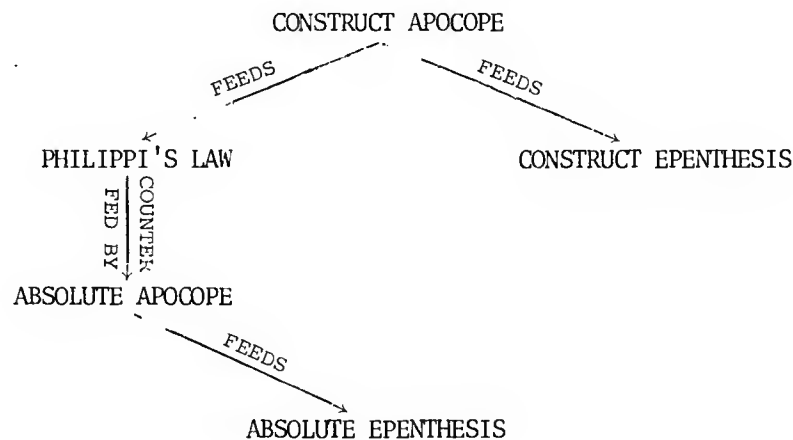 CONSTRUCT APOCOPE
FEEDS FEEDS
PHILIPPI'S LAW CONSTRUCT EPENTHESIS
COUNTER
FED BY
ABSOLUTE APOCOPE
FEEDS
ABSOLUTE EPENTHESIS